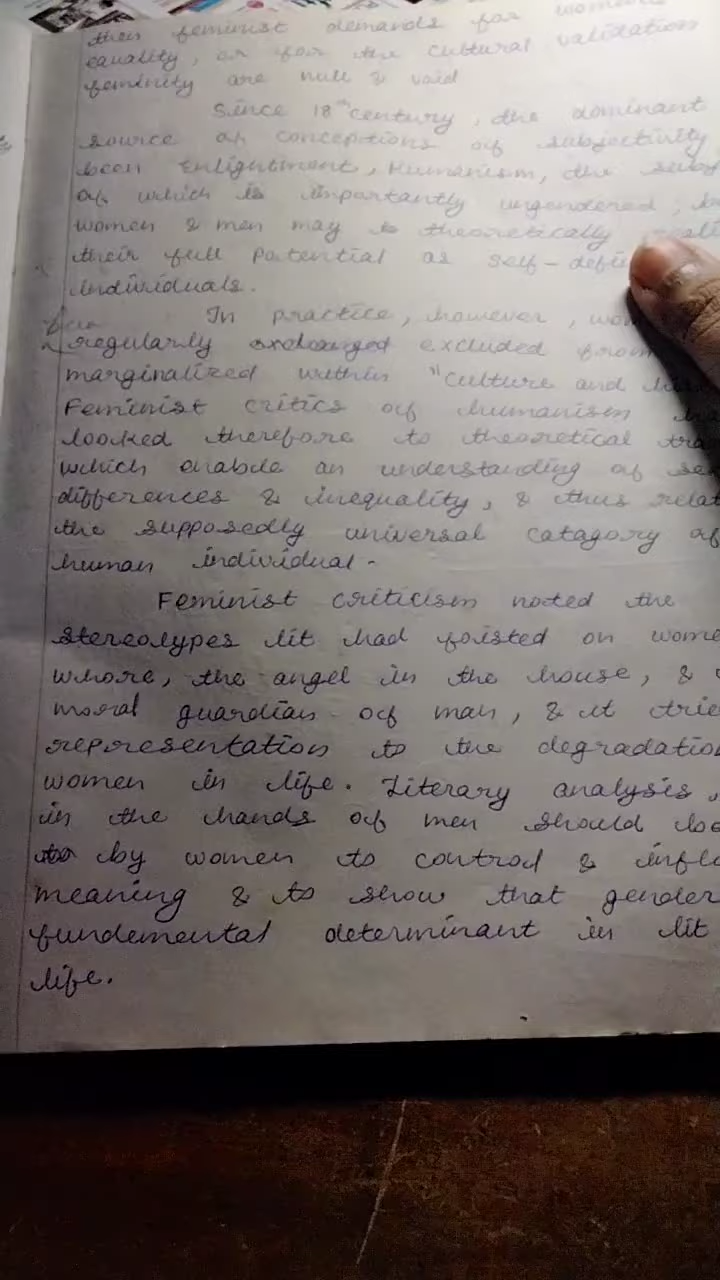 then feminist demands for women
equality, or for the cultural validation
feminity are null & void
Since 18th century, the dominant
source of conceptions of subjectivity
been Enlightment, Humanism, the
of which is importantly ungendered,
women & men may theoretically
their full potential as self-
individuals.
In practice, however,
regularly excluded from
marginalized within "culture and
Feminist critics of humanism
looked therefore to theoretical
which enable an understanding of
differences & inequality, & thus
the supposedly universal catagory of
human individual-
Feminist criticism noted the
stereotypes lit had foisted on
whore, the angel in the house, &
moral guardian of man, & it
representation to the
women in life. Literary analysis,
in the hands of men should
by women to control &
meaning & to show that gender
fundemental determinant in lit
life.